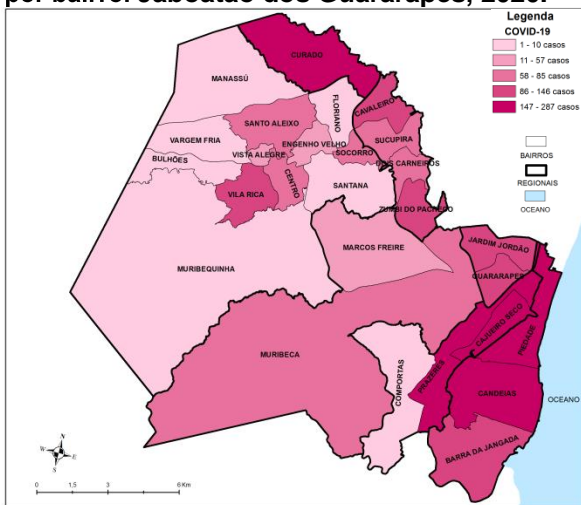 por bairro. Jaboatão dos Guararapes, 2020.
Legenda
COVID-19
1 - 10 casos
11 - 57 casos
58 - 85 casos
86 - 146 casos
147 - 287 casos
BAIRROS
REGIONAIS
OCEANO
CURADO
MANASSÚ
FLORIANO
CAVALEIRO
SANTO ALEIXO
SUCUPIRA
VARGEM FRIA
ENGENHO VELHO
VISTA ALEGRE
SOCORRO
BULHÕES
DOIS CARNEIROS
CENTRO
SANTANA
VILA RICA
ZUMBI DO PACHECO
MARCOS FREIRE
JARDIM JORDÃO
MURIBEQUINHA
GUARARAPES
CAJUEIRO SECO
PIEDADE
MURIBECA
COMPORTAS
PRAZERES
CANDEIAS
OCEANO
BARRA DA JANGADA
N
W
E
S
0 1,5 3 6 Km